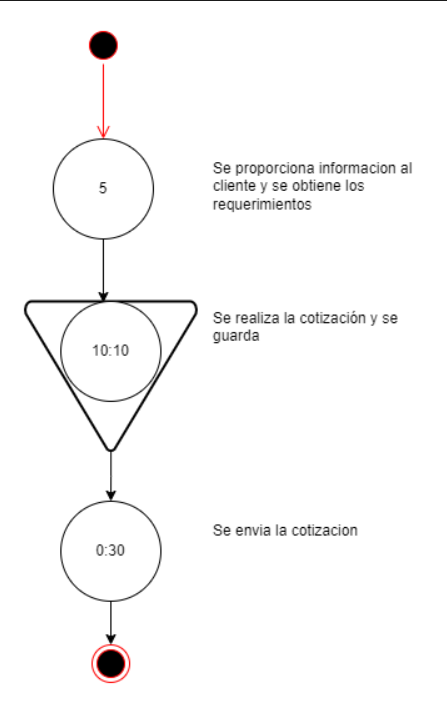 5
Se proporciona informacion al
cliente y se obtiene los
requerimientos
10:10
Se realiza la cotización y se
guarda
0:30
Se envia la cotizacion